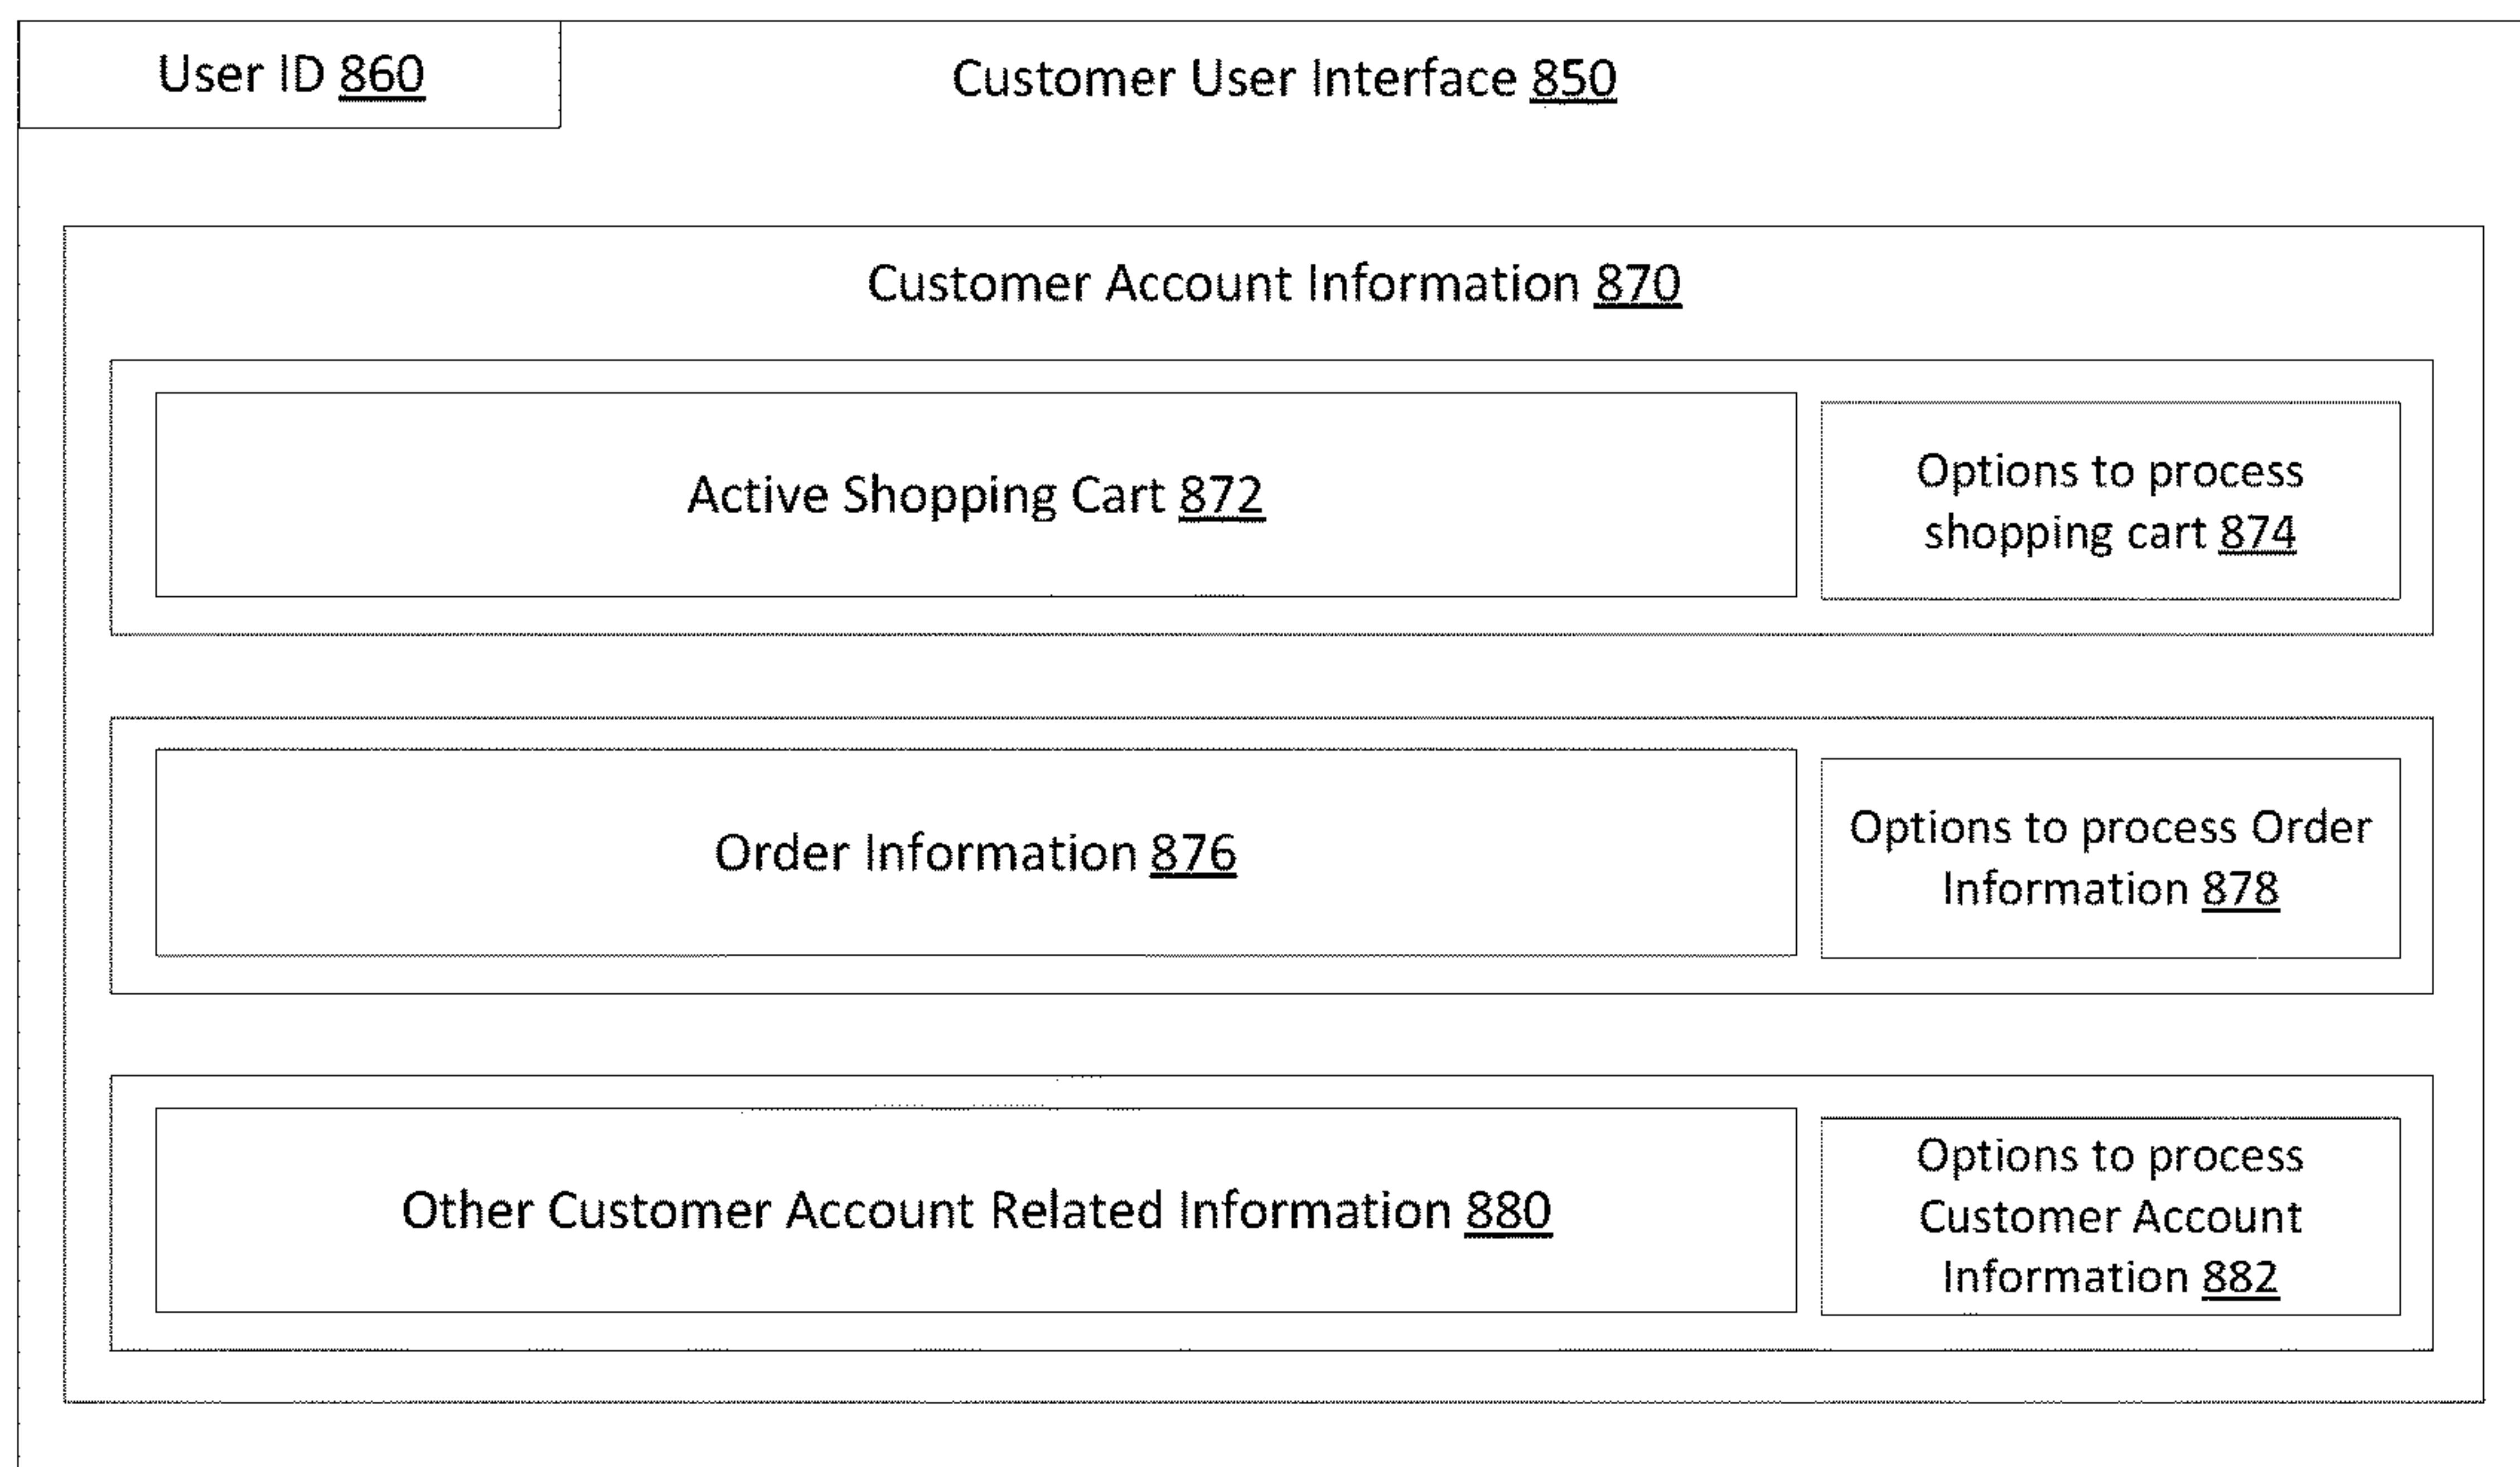 User ID 860
Customer User Interface 850
Customer Account Information 870
Active Shopping Cart 872
Options to process
shopping cart 874
Order Information 876
Options to process Order
Information 878
Other Customer Account Related Information 880
Options to process
Customer Account
Information 882